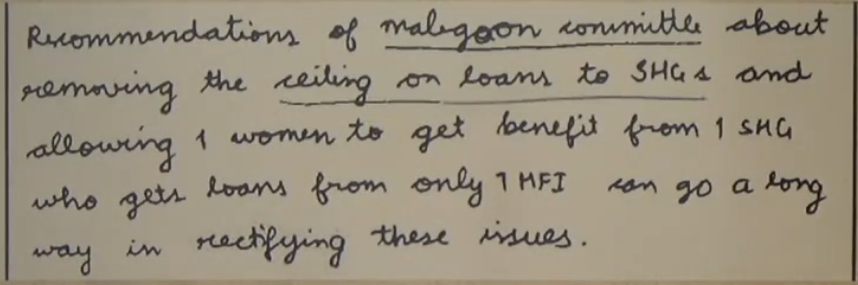 Recommendations of malegaon committe about
removing the ceiling on loans to SHGs and
allowing 1 women to get benefit from 1 SHG
who gets loans from only 1 MFI can go a long
way in rectifying these issues.